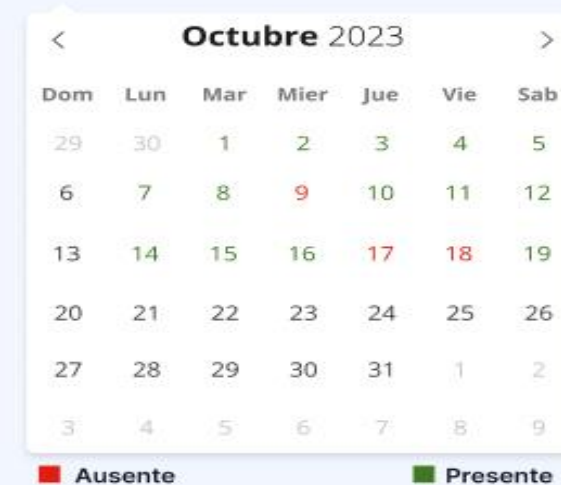 < Octubre 2023 >
Dom Lun Mar Mier Jue Vie Sab
29 30 1 2 3 4 5
6 7 8 9 10 11 12
13 14 15 16 17 18 19
20 21 22 23 24 25 26
27 28 29 30 31 1 2
3 4 5 6 7 8 9
Ausente Presente